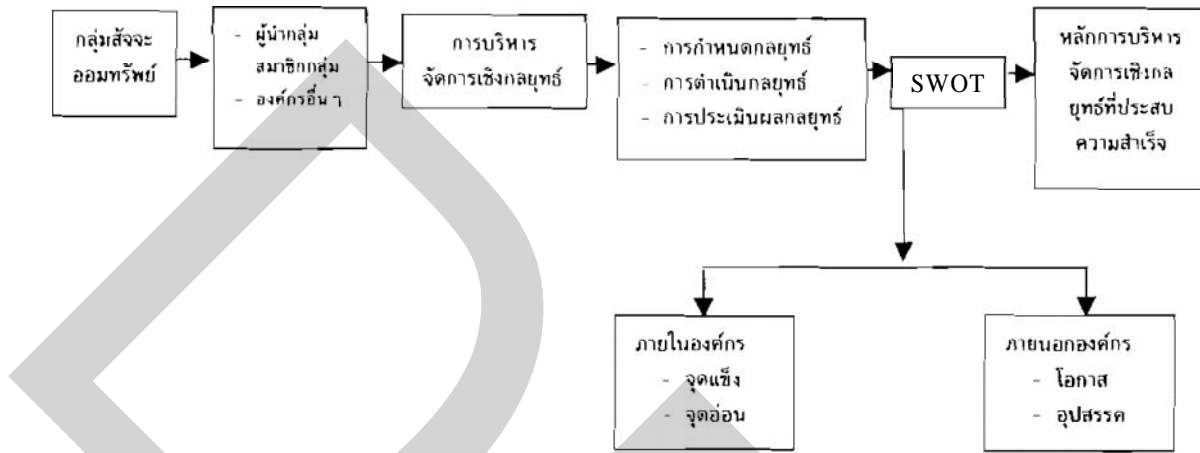 กลุ่มสัจจะ
ออมทรัพย์
- ผู้นำกลุ่ม
สมาชิกกลุ่ม
- องค์กรอื่น ๆ
การบริหาร
จัดการเชิงกลยุทธ์
- การกำหนดกลยุทธ์
- การดำเนินกลยุทธ์
- การประเมินผลกลยุทธ์
SWOT
หลักการบริหาร
จัดการเชิงกล
ยุทธ์ที่ประสบ
ความสำเร็จ
ภายในองค์กร
- จุดแข็ง
- จุดอ่อน
ภายนอกองค์กร
- โอกาส
- อุปสรรค